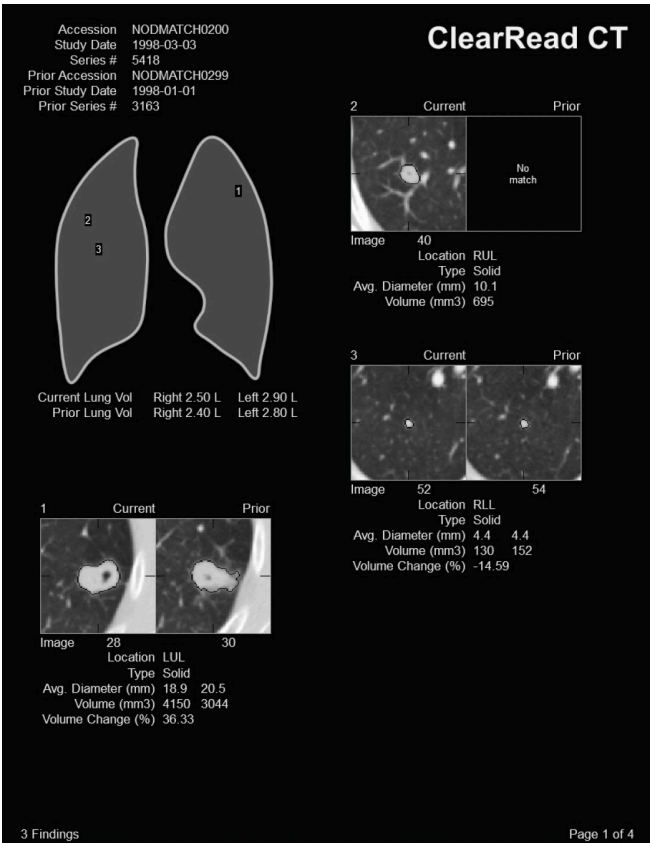 ClearRead CT
Accession NODMATCH0200
Study Date 1998-03-03
Series # 5418
Prior Accession NODMATCH0299
Prior Study Date 1998-01-01
Prior Series # 3163
1
2
3
Current Lung Vol Right 2.50 L Left 2.90 L
Prior Lung Vol Right 2.40 L Left 2.80 L
1 Current Prior
Image 28 30
Location LUL
Type Solid
Avg. Diameter (mm) 18.9 20.5
Volume (mm3) 4150 3044
Volume Change (%) 36.33
2 Current Prior
No
match
Image 40
Location RUL
Type Solid
Avg. Diameter (mm) 10.1
Volume (mm3) 695
3 Current Prior
Image 52 54
Location RLL
Type Solid
Avg. Diameter (mm) 4.4 4.4
Volume (mm3) 130 152
Volume Change (%) -14.59
3 Findings
Page 1 of 4